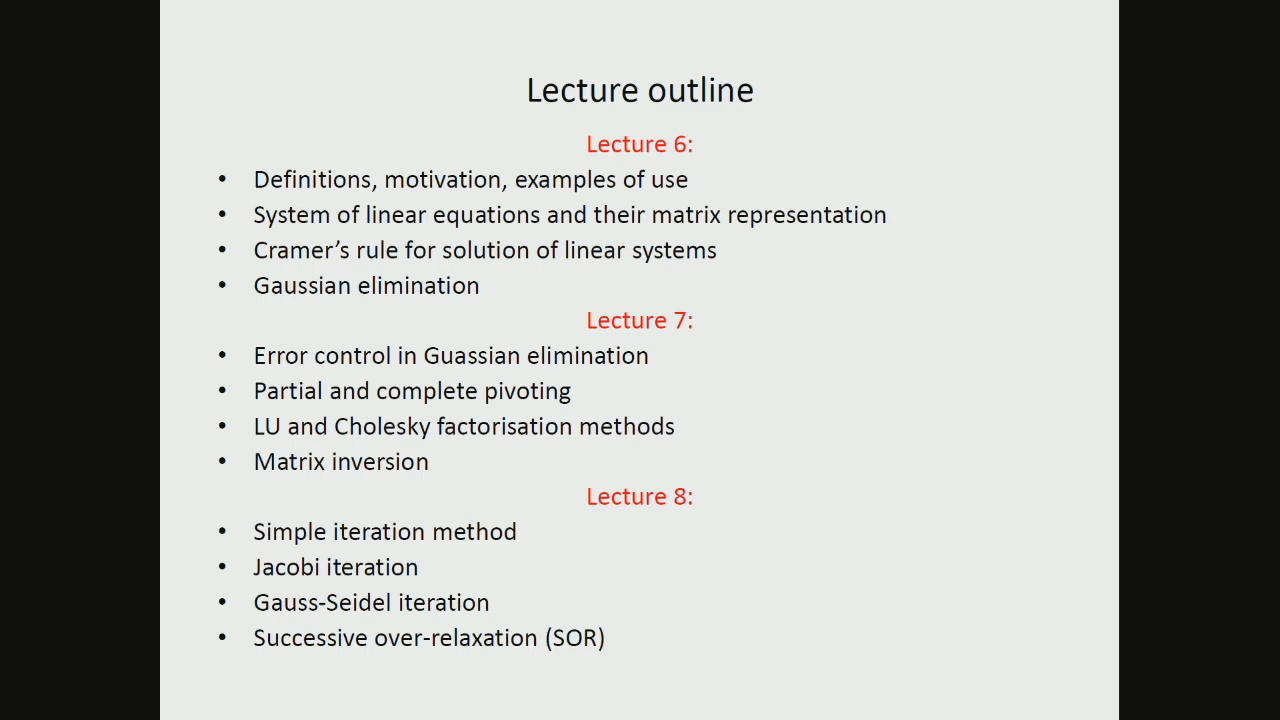 Lecture outline
Lecture 6:
• Definitions, motivation, examples of use
• System of linear equations and their matrix representation
• Cramer’s rule for solution of linear systems
• Gaussian elimination
Lecture 7:
• Error control in Guassian elimination
• Partial and complete pivoting
• LU and Cholesky factorisation methods
• Matrix inversion
Lecture 8:
• Simple iteration method
• Jacobi iteration
• Gauss-Seidel iteration
• Successive over-relaxation (SOR)